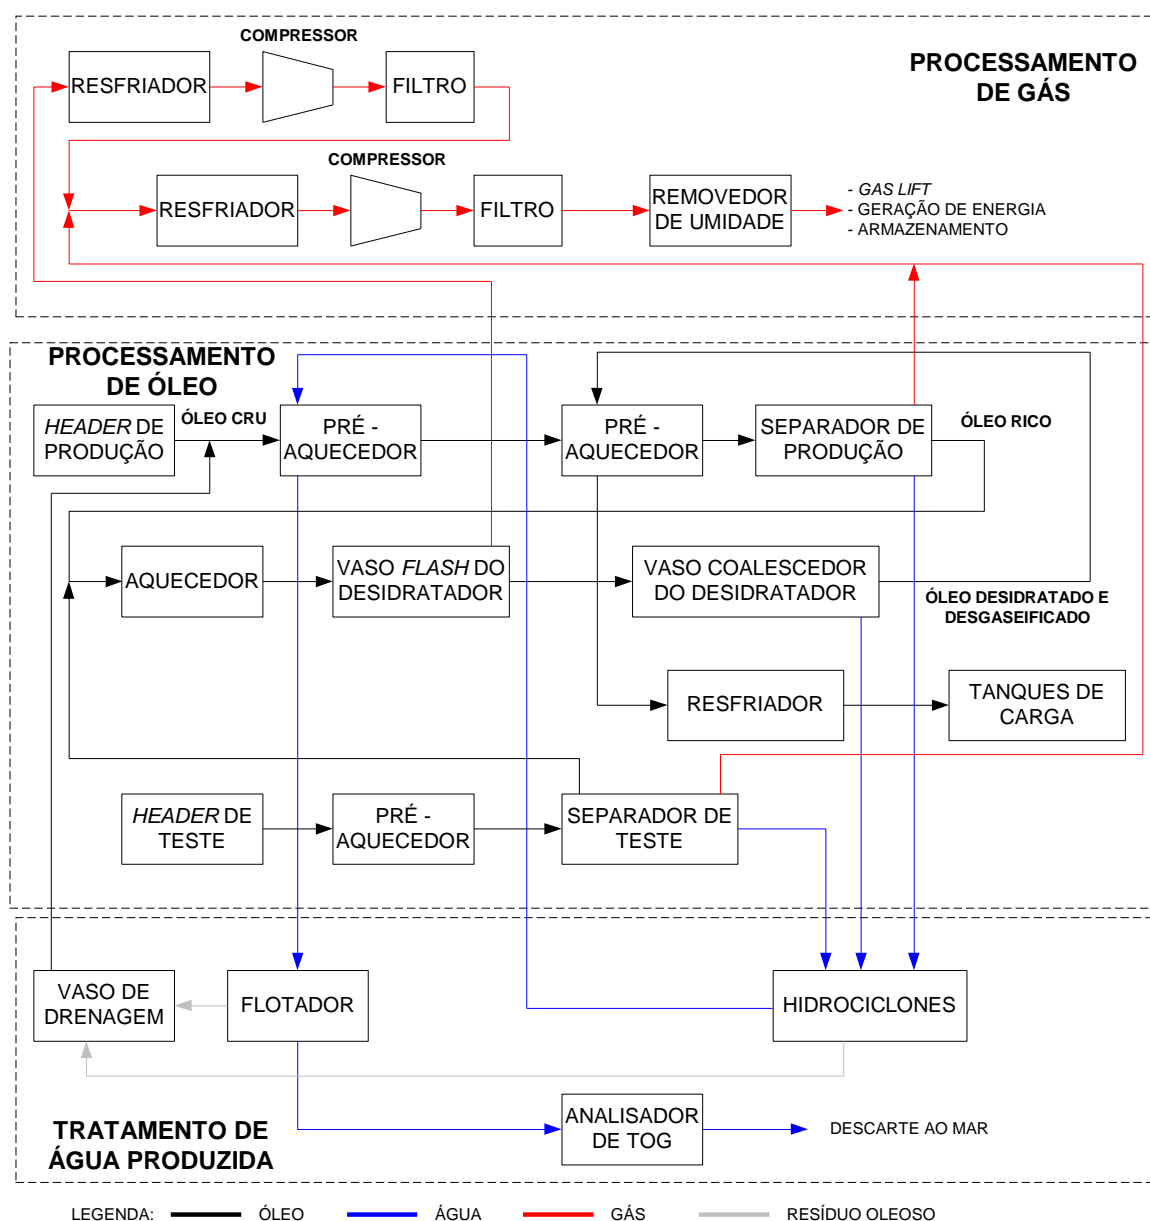 COMPRESSOR
PROCESSAMENTO
DE GÁS
RESFRIADOR
FILTRO
COMPRESSOR
RESFRIADOR
FILTRO
REMOVEDOR
DE UMIDADE
- GAS LIFT
- GERAÇÃO DE ENERGIA
- ARMAZENAMENTO
PROCESSAMENTO
DE ÓLEO
HEADER DE
PRODUÇÃO
ÓLEO CRU
PRÉ -
AQUECEDOR
PRÉ -
AQUECEDOR
SEPARADOR DE
PRODUÇÃO
ÓLEO RICO
AQUECEDOR
VASO FLASH DO
DESIDRATADOR
VASO COALESCEDOR
DO DESIDRATADOR
ÓLEO DESIDRATADO E
DESGASEIFICADO
RESFRIADOR
TANQUES DE
CARGA
HEADER DE
TESTE
PRÉ -
AQUECEDOR
SEPARADOR DE
TESTE
VASO DE
DRENAGEM
FLOTADOR
HIDROCICLONES
TRATAMENTO DE
ÁGUA PRODUZIDA
ANALISADOR
DE TOG
DESCARTE AO MAR
LEGENDA:
ÓLEO
ÁGUA
GÁS
RESÍDUO OLEOSO